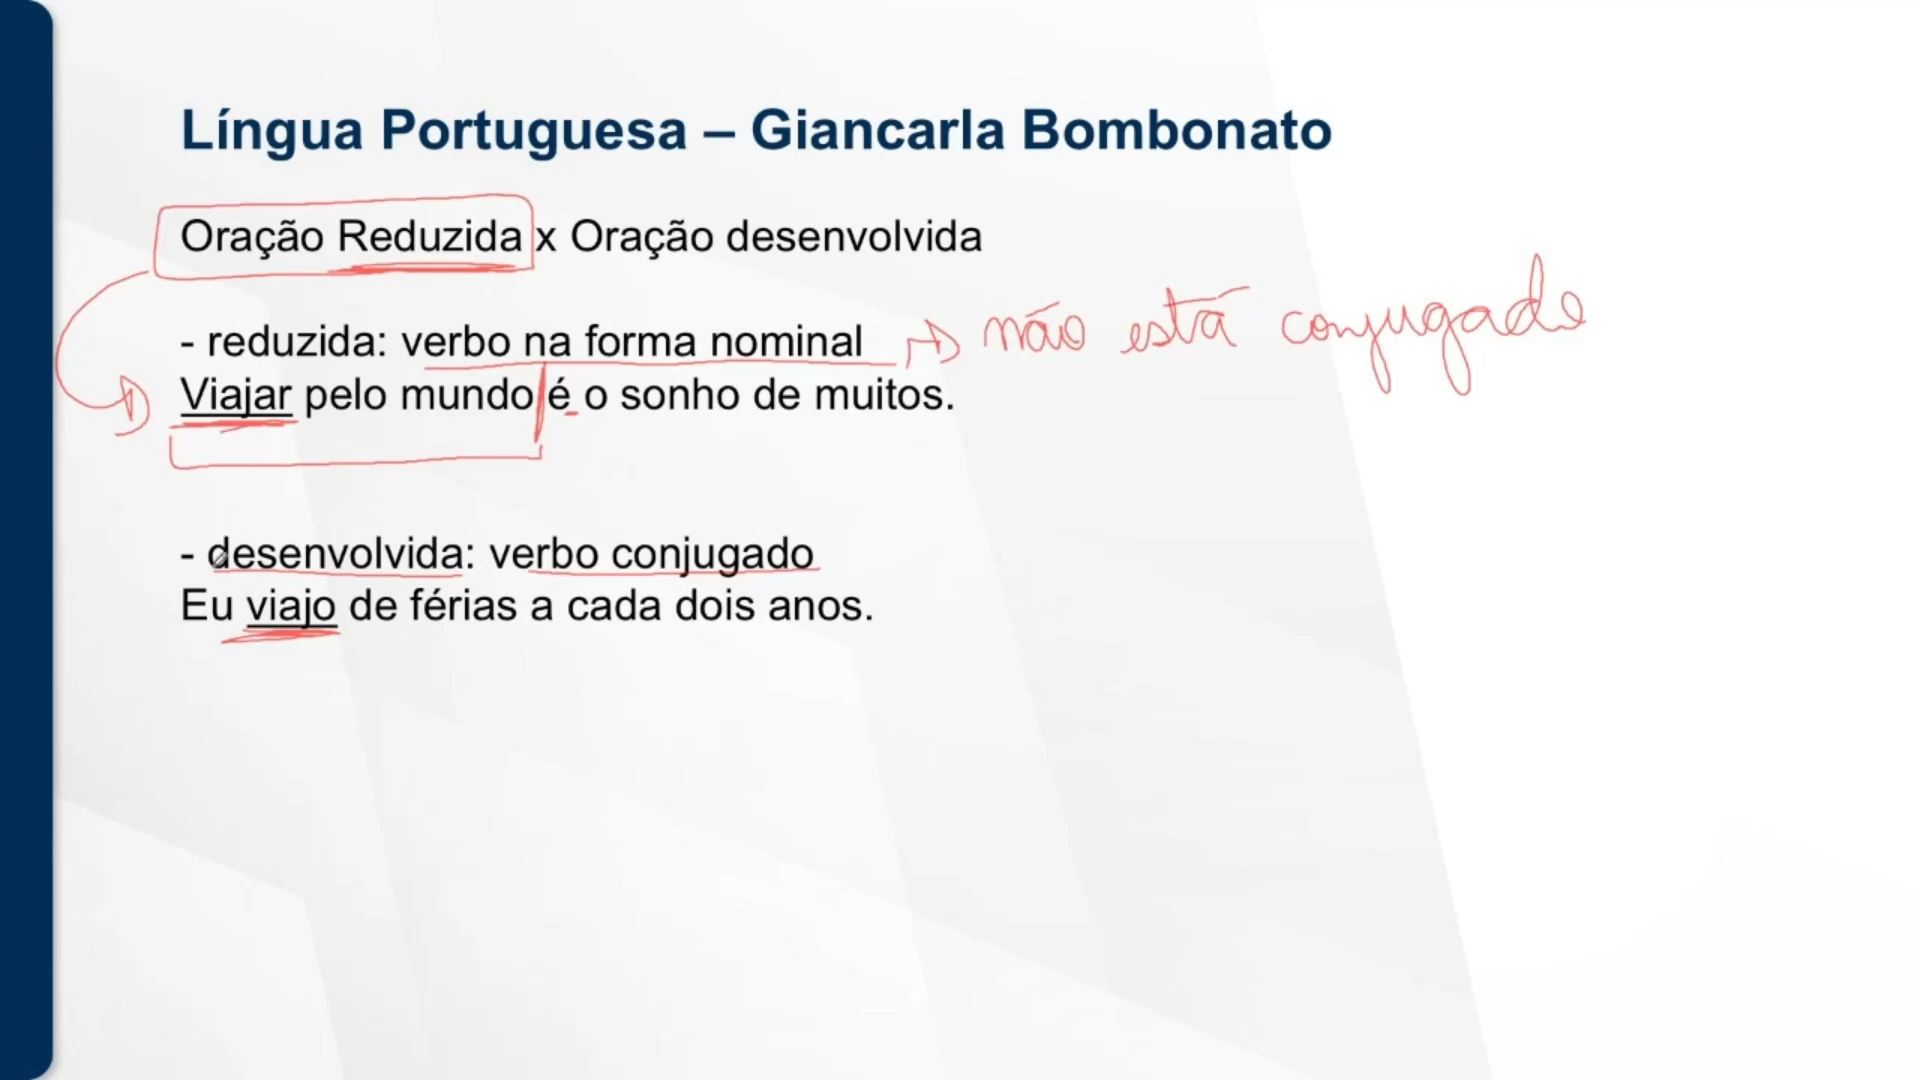 Língua Portuguesa – Giancarla Bombonato
Oração Reduzida x Oração desenvolvida
- reduzida: verbo na forma nominal não está conjugado
Viajar pelo mundo é o sonho de muitos.
- desenvolvida: verbo conjugado
Eu viajo de férias a cada dois anos.